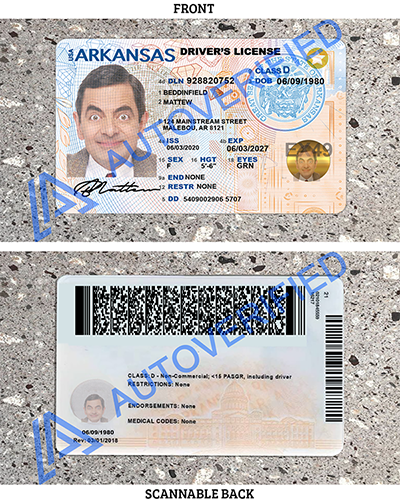 FRONT
USA ARKANSAS DRIVER'S LICENSE
CLASS D
4d DLN 928820752 3 DOB 06/09/1980
1 BEDDINFIELD
2 MATTEW
8 124 MAINSTREAM STREET
MALEBOU, AR 8121
4a ISS 4b EXP
06/03/2020 06/03/2027
15 SEX 16 HGT 18 EYES
F 5'-6" GRN
9a END NONE
12 RESTR NONE
5 DD 5409002906 5707
AUTOVERIFIED
CLASS: D - Non-Commercial; <15 PASGR, including driver
RESTRICTIONS: None
ENDORSEMENTS: None
MEDICAL CODES: None
06/09/1980
Rev: 03/01/2018
AUTOVERIFIED
SCANNABLE BACK